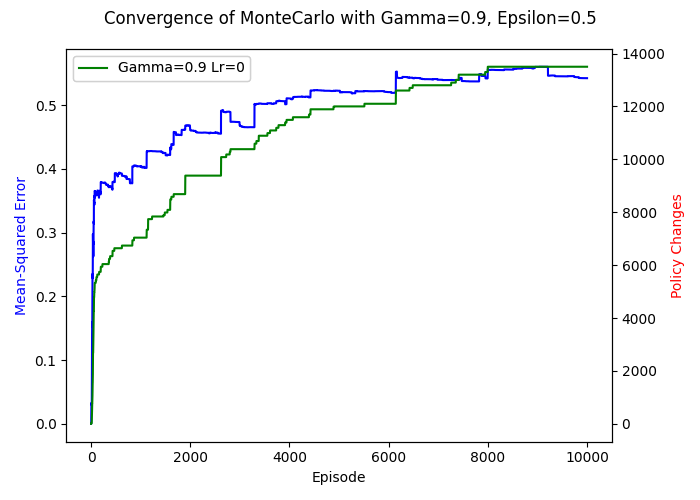 Convergence of MonteCarlo with Gamma=0.9, Epsilon=0.5
Gamma=0.9 Lr=0
Mean-Squared Error
0.5
0.4
0.3
0.2
0.1
0.0
14000
12000
10000
8000
6000
4000
2000
0
Policy Changes
0 2000 4000 6000 8000 10000
Episode